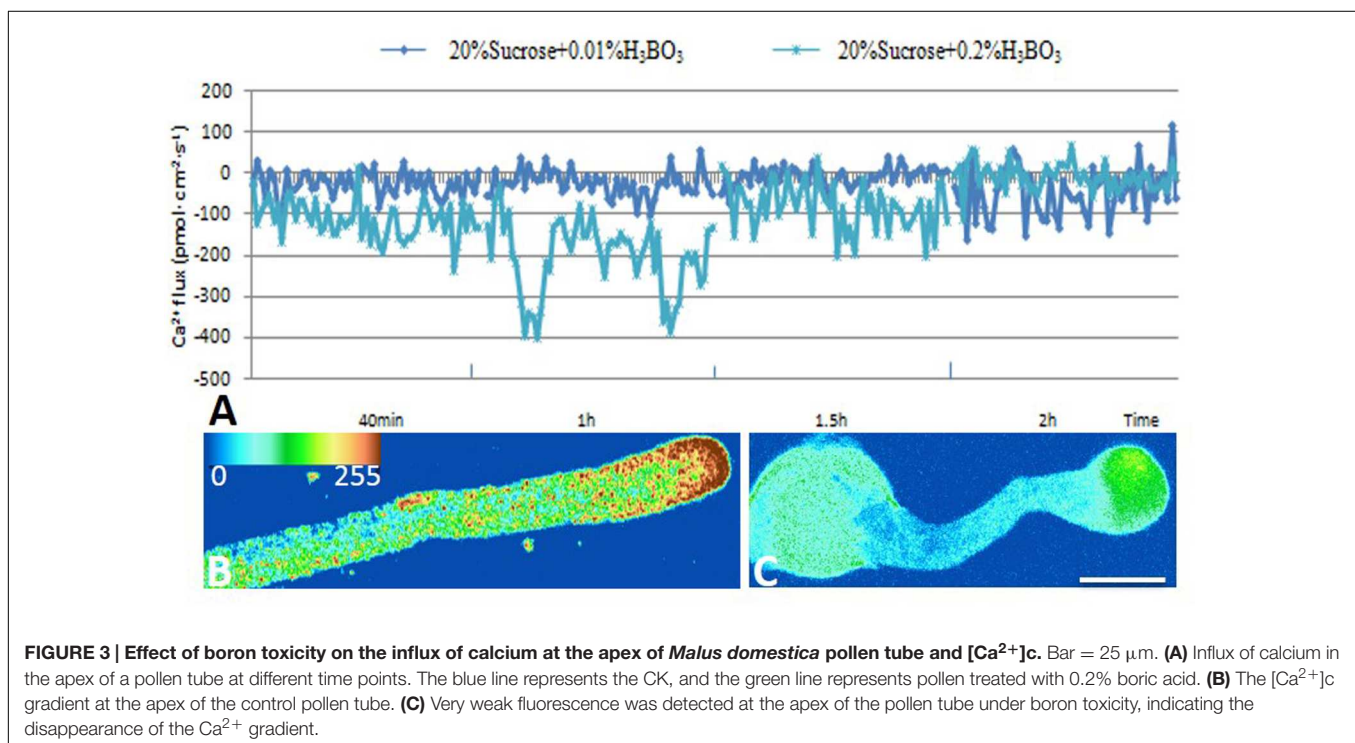 20%Sucrose+0.01%H₃BO₃ 20%Sucrose+0.2%H₃BO₃
200
100
0
-100
-200
-300
-400
-500
Ca²⁺ flux (pmol·cm⁻²·s⁻¹)
A 40min 1h 1.5h 2h Time
0 255
B C
FIGURE 3 | Effect of boron toxicity on the influx of calcium at the apex of Malus domestica pollen tube and [Ca²⁺]c. Bar = 25 μm. (A) Influx of calcium in
the apex of a pollen tube at different time points. The blue line represents the CK, and the green line represents pollen treated with 0.2% boric acid. (B) The [Ca²⁺]c
gradient at the apex of the control pollen tube. (C) Very weak fluorescence was detected at the apex of the pollen tube under boron toxicity, indicating the
disappearance of the Ca²⁺ gradient.